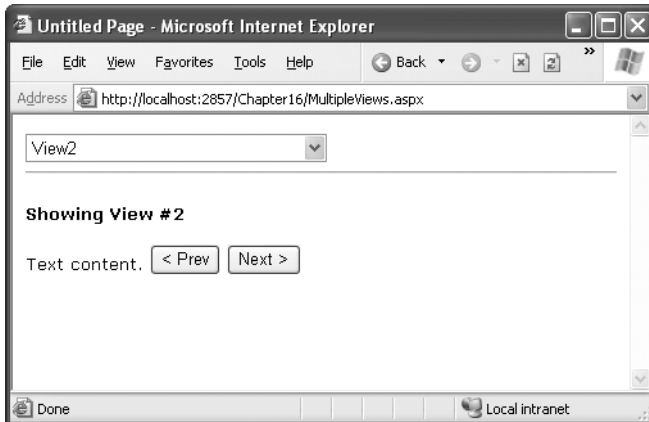 Untitled Page - Microsoft Internet Explorer
File Edit View Favorites Tools Help Back »
Address http://localhost:2857/Chapter16/MultipleViews.aspx
View2
Showing View #2
Text content. < Prev Next >
Done Local intranet